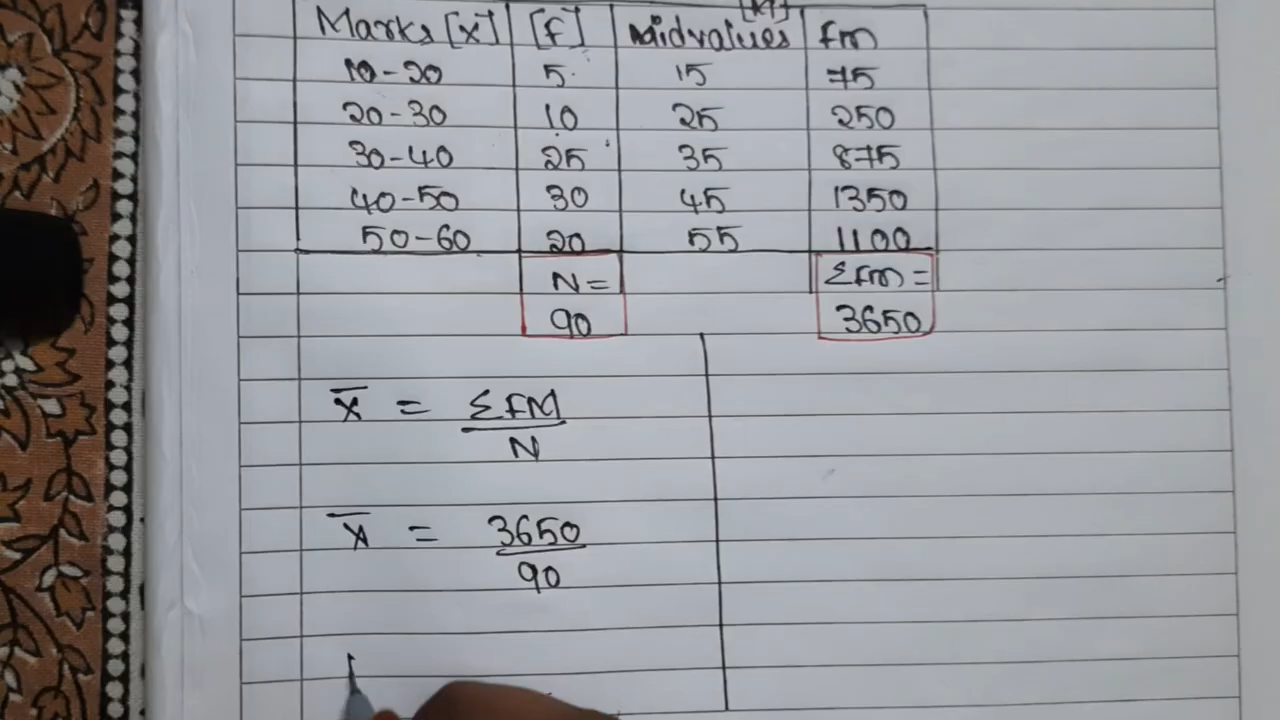 [M]
Marks [x] [F] Midvalues fm
10-20 5 15 75
20-30 10 25 250
30-40 25 35 875
40-50 30 45 1350
50-60 20 55 1100
N= Σfm =
90 3650
X̅ = ΣFM
N
X̅ = 3650
90